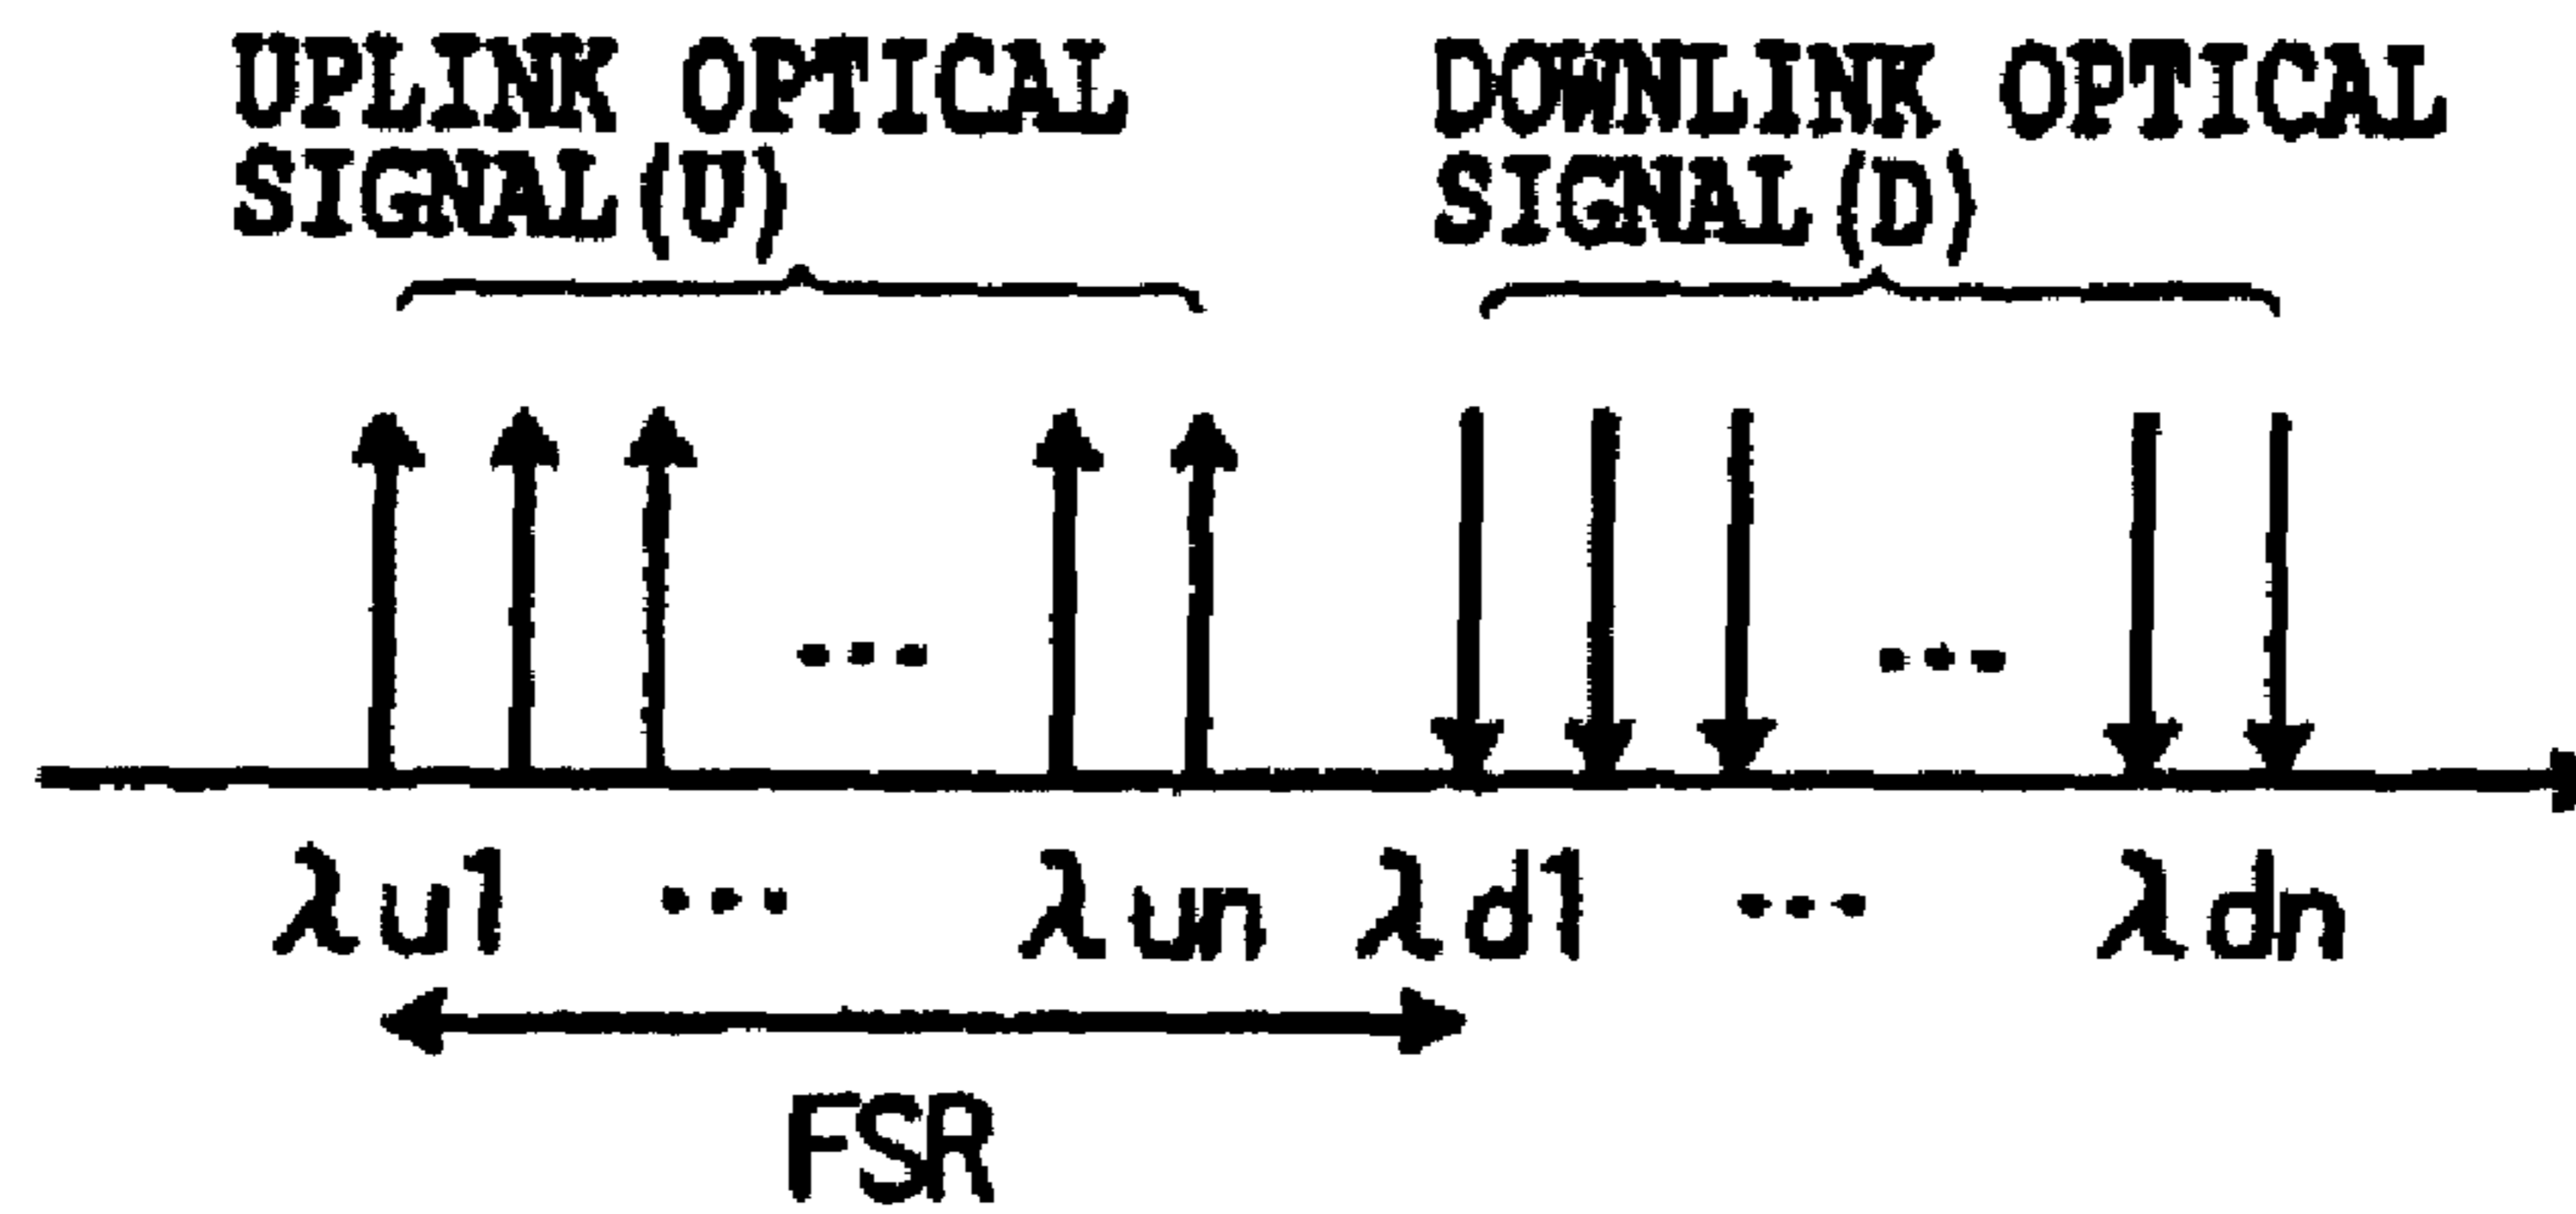 UPLINK OPTICAL
SIGNAL(U)
DOWNLINK OPTICAL
SIGNAL(D)
... ...
λu1 ... λun λd1 ... λdn
FSR